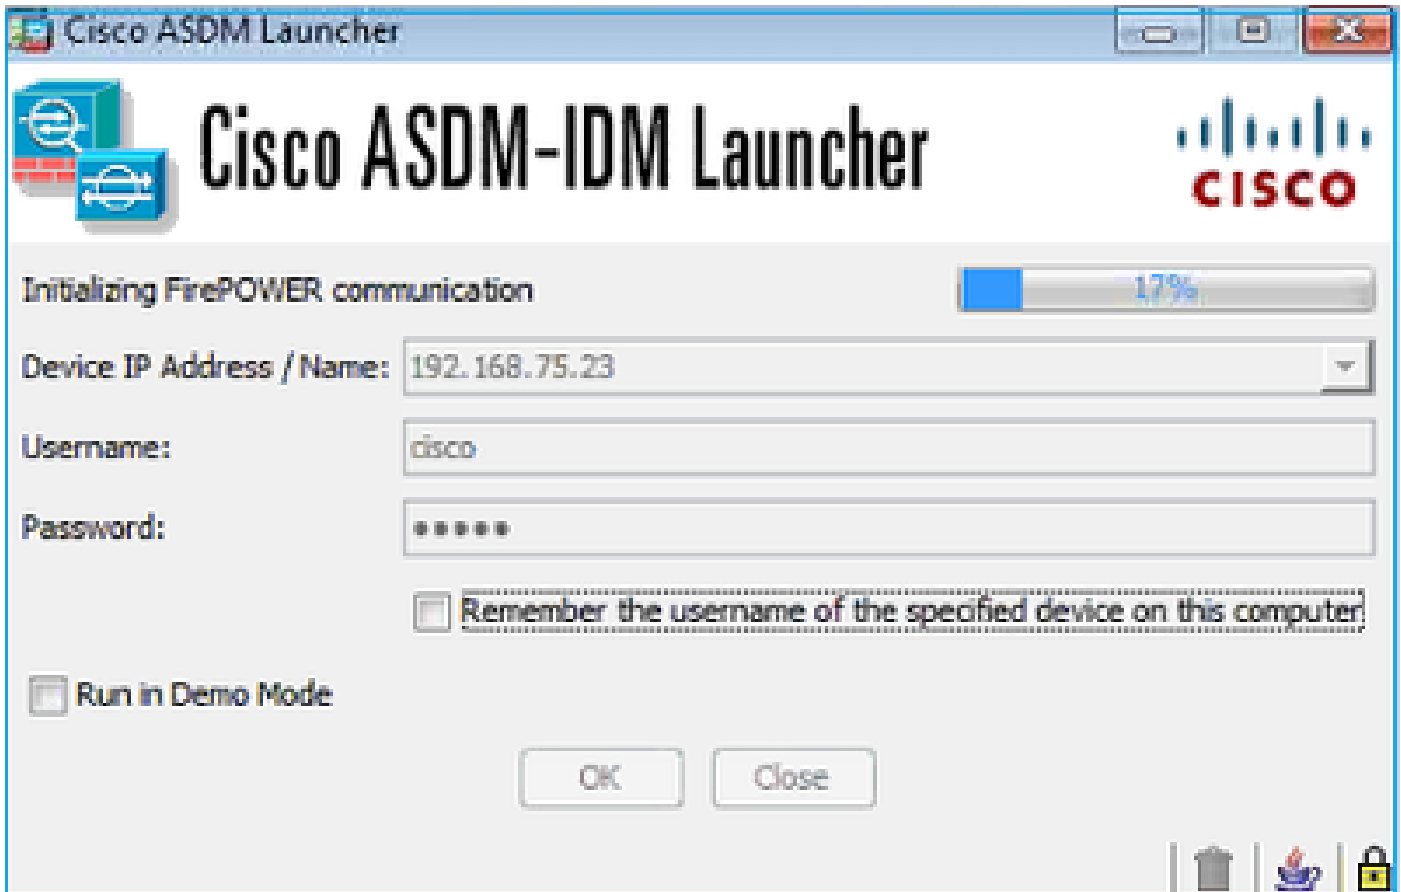 Cisco ASDM Launcher
Cisco ASDM-IDM Launcher
CISCO
Initializing FirePOWER communication
17%
Device IP Address / Name: 192.168.75.23
Username: cisco
Password: •••••
Remember the username of the specified device on this computer
Run in Demo Mode
OK Close